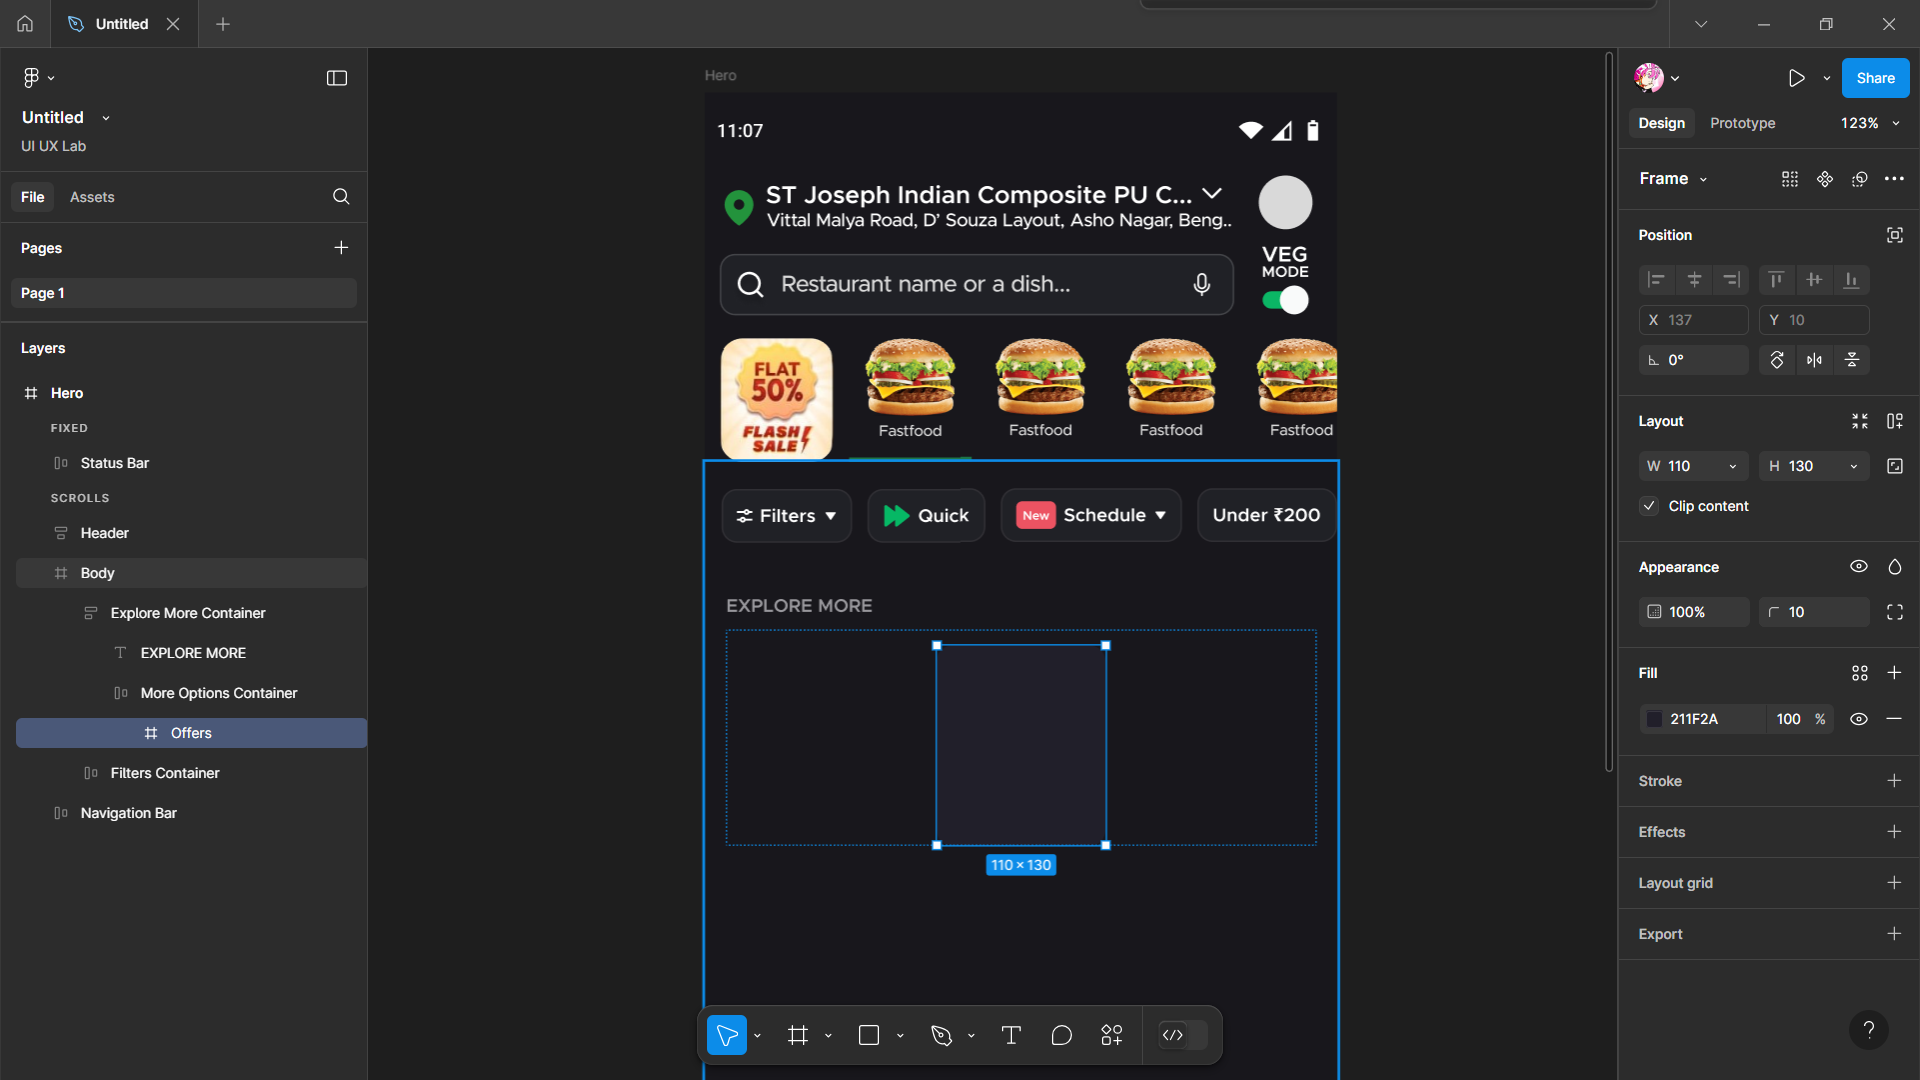 Untitled
Untitled
UI UX Lab
File
Assets
Pages
Page 1
Layers
Hero
FIXED
Status Bar
SCROLLS
Header
Body
Explore More Container
EXPLORE MORE
More Options Container
Offers
Filters Container
Navigation Bar
Hero
11:07
ST Joseph Indian Composite PU C...
Vittal Malya Road, D’ Souza Layout, Asho Nagar, Beng..
Restaurant name or a dish...
VEG
MODE
FLAT
50%
FLASH
SALE
Fastfood
Fastfood
Fastfood
Fastfood
Filters
Quick
New Schedule
Under ₹200
EXPLORE MORE
110 × 130
Share
Design
Prototype
123%
Frame
Position
X 137
Y 10
0°
Layout
W 110
H 130
Clip content
Appearance
100%
10
Fill
211F2A
100 %
Stroke
Effects
Layout grid
Export
?